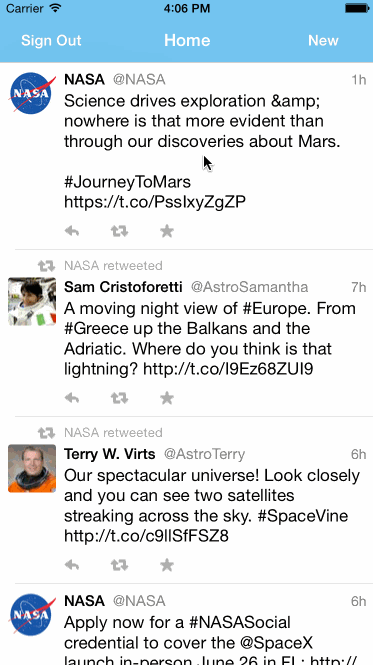 Carrier 4:06 PM
Sign Out Home New
NASA @NASA 1h
Science drives exploration &amp;
nowhere is that more evident than
through our discoveries about Mars.
#JourneyToMars
https://t.co/PssIxyZgZP
NASA retweeted
Sam Cristoforetti @AstroSamantha 7h
A moving night view of #Europe. From
#Greece up the Balkans and the
Adriatic. Where do you think is that
lightning? http://t.co/I9Ez68ZUI9
NASA retweeted
Terry W. Virts @AstroTerry 6h
Our spectacular universe! Look closely
and you can see two satellites
streaking across the sky. #SpaceVine
http://t.co/c9llSfFSZ8
NASA @NASA 6h
Apply now for a #NASASocial
credential to cover the @SpaceX
launch in-person June 26 in FL: http://